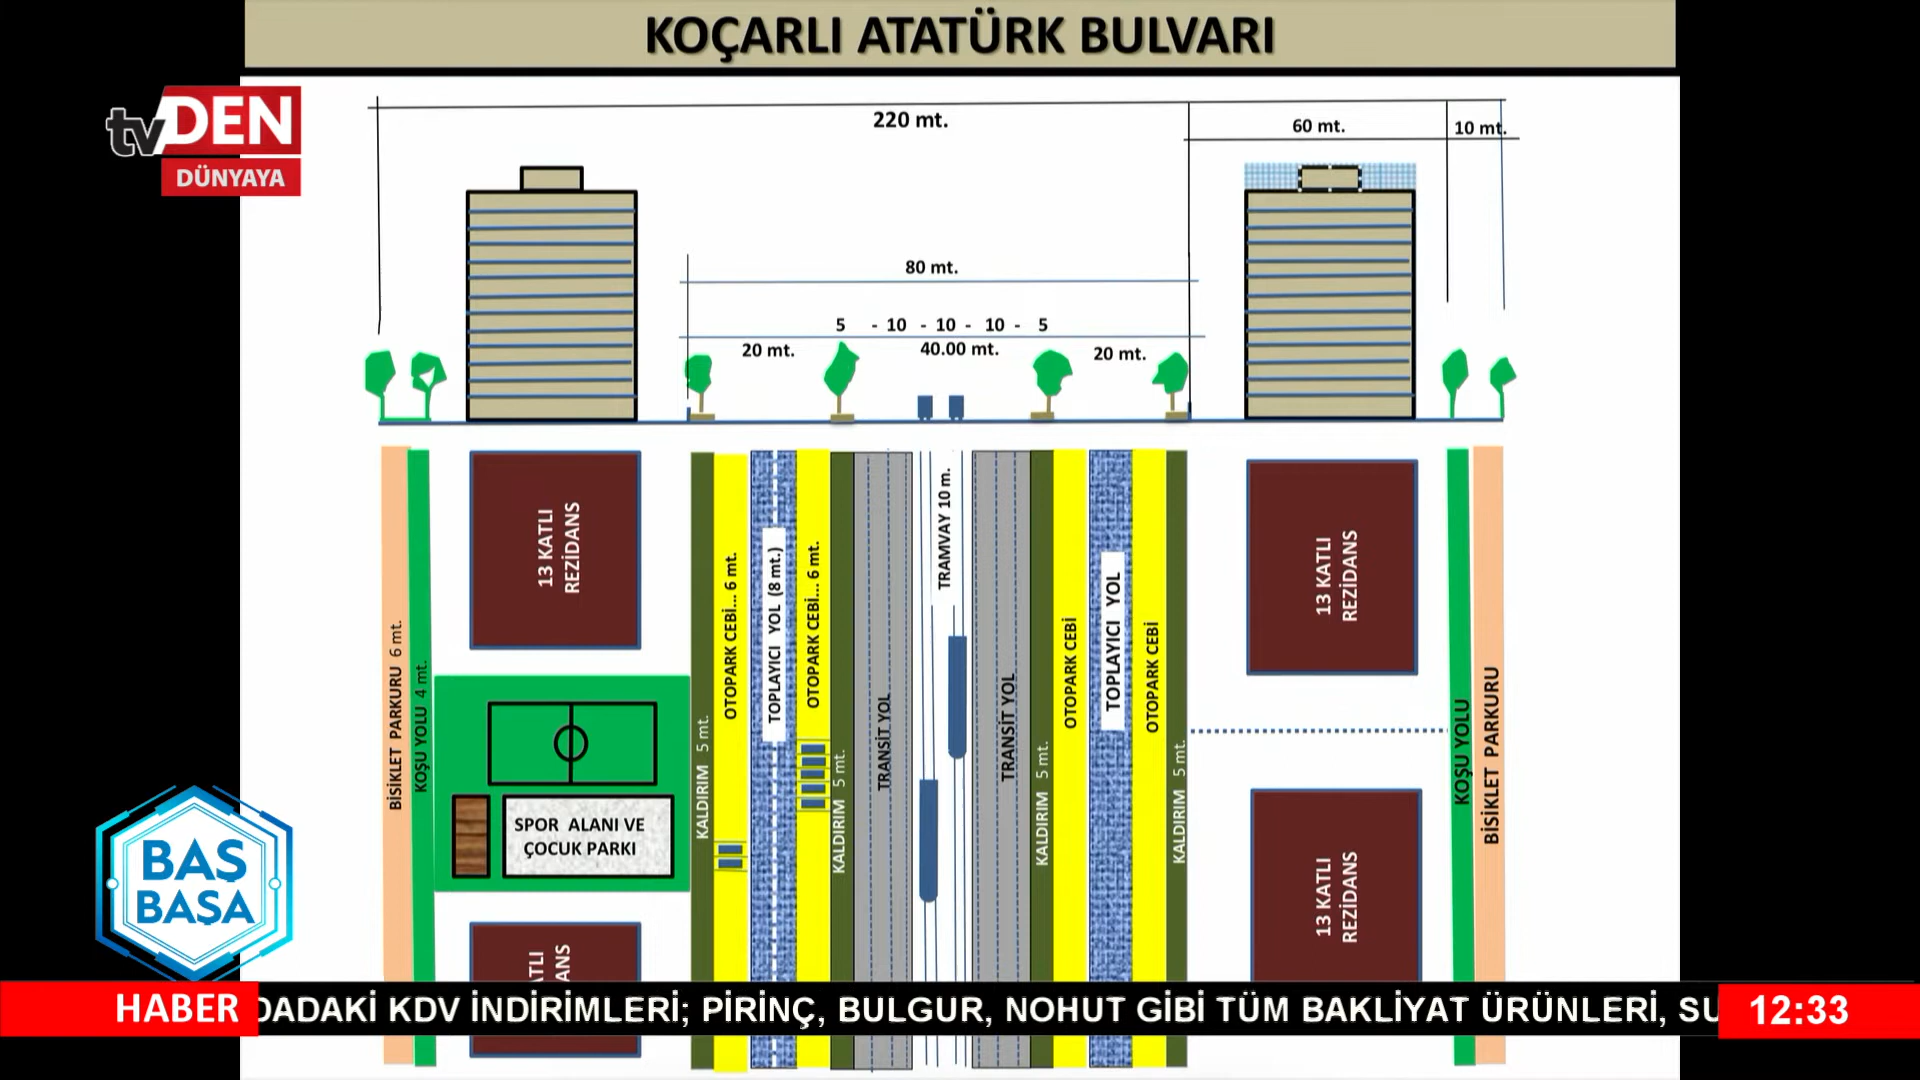 KOÇARLI ATATÜRK BULVARI
tvDEN
DÜNYAYA
220 mt.
60 mt.
10 mt.
80 mt.
5 - 10 - 10 - 10 - 5
20 mt.
40.00 mt.
20 mt.
BİSİKLET PARKURU 6 mt.
KOŞU YOLU 4 mt.
13 KATLI
REZİDANS
SPOR ALANI VE
ÇOCUK PARKI
KALDIRIM 5 mt.
OTOPARK CEBİ... 6 mt.
TOPLAYICI YOL (8 mt.)
OTOPARK CEBİ... 6 mt.
KALDIRIM 5 mt.
TRANSİT YOL
TRAMVAY 10 m.
TRANSİT YOL
KALDIRIM 5 mt.
OTOPARK CEBİ
TOPLAYICI YOL
OTOPARK CEBİ
KALDIRIM 5 mt.
13 KATLI
REZİDANS
13 KATLI
REZİDANS
KOŞU YOLU
BİSİKLET PARKURU
BAŞ
BAŞA
HABER
DADAKİ KDV İNDİRİMLERİ; PİRİNÇ, BULGUR, NOHUT GİBİ TÜM BAKLİYAT ÜRÜNLERİ, SU
12:33